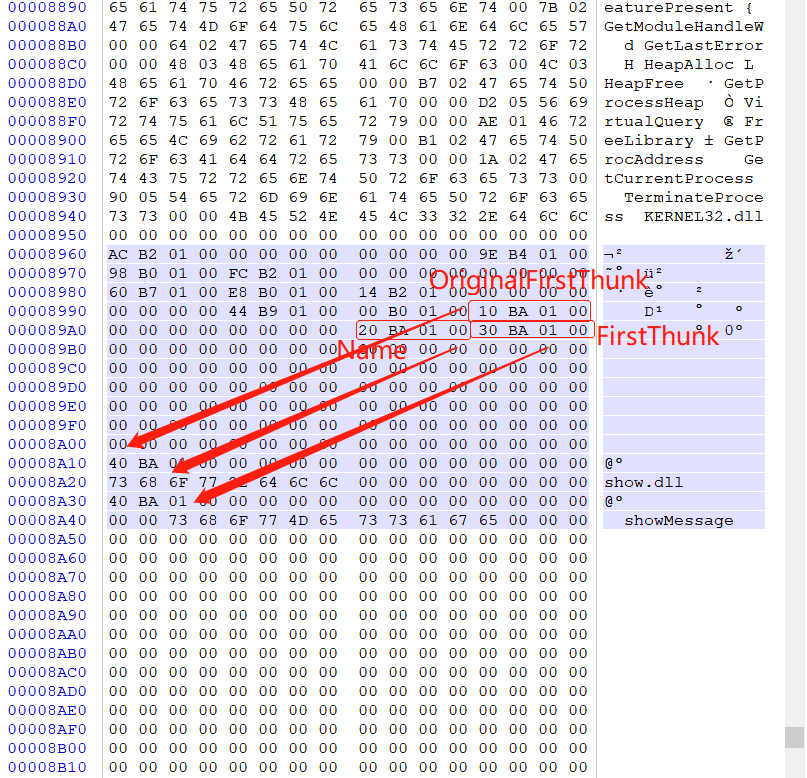 00008890 65 61 74 75 72 65 50 72 65 73 65 6E 74 00 7B 02 eaturePresent {
000088A0 47 65 74 4D 6F 64 75 6C 65 48 61 6E 64 6C 65 57 GetModuleHandleW
000088B0 00 00 64 02 47 65 74 4C 61 73 74 45 72 72 6F 72 d GetLastError
000088C0 00 00 48 03 48 65 61 70 41 6C 6C 6F 63 00 4C 03 H HeapAlloc L
000088D0 48 65 61 70 46 72 65 65 00 00 B7 02 47 65 74 50 HeapFree · GetP
000088E0 72 6F 63 65 73 73 48 65 61 70 00 00 D2 05 56 69 rocessHeap Ò Vi
000088F0 72 74 75 61 6C 51 75 65 72 79 00 00 AE 01 46 72 rtualQuery ® Fr
00008900 65 65 4C 69 62 72 61 72 79 00 B1 02 47 65 74 50 eeLibrary ± GetP
00008910 72 6F 63 41 64 64 72 65 73 73 00 00 1A 02 47 65 rocAddress Ge
00008920 74 43 75 72 72 65 6E 74 50 72 6F 63 65 73 73 00 tCurrentProcess
00008930 90 05 54 65 72 6D 69 6E 61 74 65 50 72 6F 63 65 TerminateProce
00008940 73 73 00 00 4B 45 52 4E 45 4C 33 32 2E 64 6C 6C ss KERNEL32.dll
00008950 00 00 00 00 00 00 00 00 00 00 00 00 00 00 00 00
00008960 AC B2 01 00 00 00 00 00 00 00 00 00 9E B4 01 00 ¬² ž´
00008970 98 B0 01 00 FC B2 01 00 00 00 00 00 00 00 00 00 ˜° ü²
OriginalFirstThunk
00008980 60 B7 01 00 E8 B0 01 00 14 B2 01 00 00 00 00 00 `· è° ²
00008990 00 00 00 00 44 B9 01 00 00 B0 01 00 10 BA 01 00 D¹ ° º
000089A0 00 00 00 00 00 00 00 00 20 BA 01 00 30 BA 01 00 º 0º
FirstThunk
Name
000089B0 00 00 00 00 00 00 00 00 00 00 00 00 00 00 00 00
000089C0 00 00 00 00 00 00 00 00 00 00 00 00 00 00 00 00
000089D0 00 00 00 00 00 00 00 00 00 00 00 00 00 00 00 00
000089E0 00 00 00 00 00 00 00 00 00 00 00 00 00 00 00 00
000089F0 00 00 00 00 00 00 00 00 00 00 00 00 00 00 00 00
00008A00 00 00 00 00 00 00 00 00 00 00 00 00 00 00 00 00
00008A10 40 BA 01 00 00 00 00 00 00 00 00 00 00 00 00 00 @º
00008A20 73 68 6F 77 2E 64 6C 6C 00 00 00 00 00 00 00 00 show.dll
00008A30 40 BA 01 00 00 00 00 00 00 00 00 00 00 00 00 00 @º
00008A40 00 00 73 68 6F 77 4D 65 73 73 61 67 65 00 00 00 showMessage
00008A50 00 00 00 00 00 00 00 00 00 00 00 00 00 00 00 00
00008A60 00 00 00 00 00 00 00 00 00 00 00 00 00 00 00 00
00008A70 00 00 00 00 00 00 00 00 00 00 00 00 00 00 00 00
00008A80 00 00 00 00 00 00 00 00 00 00 00 00 00 00 00 00
00008A90 00 00 00 00 00 00 00 00 00 00 00 00 00 00 00 00
00008AA0 00 00 00 00 00 00 00 00 00 00 00 00 00 00 00 00
00008AB0 00 00 00 00 00 00 00 00 00 00 00 00 00 00 00 00
00008AC0 00 00 00 00 00 00 00 00 00 00 00 00 00 00 00 00
00008AD0 00 00 00 00 00 00 00 00 00 00 00 00 00 00 00 00
00008AE0 00 00 00 00 00 00 00 00 00 00 00 00 00 00 00 00
00008AF0 00 00 00 00 00 00 00 00 00 00 00 00 00 00 00 00
00008B00 00 00 00 00 00 00 00 00 00 00 00 00 00 00 00 00
00008B10 00 00 00 00 00 00 00 00 00 00 00 00 00 00 00 00